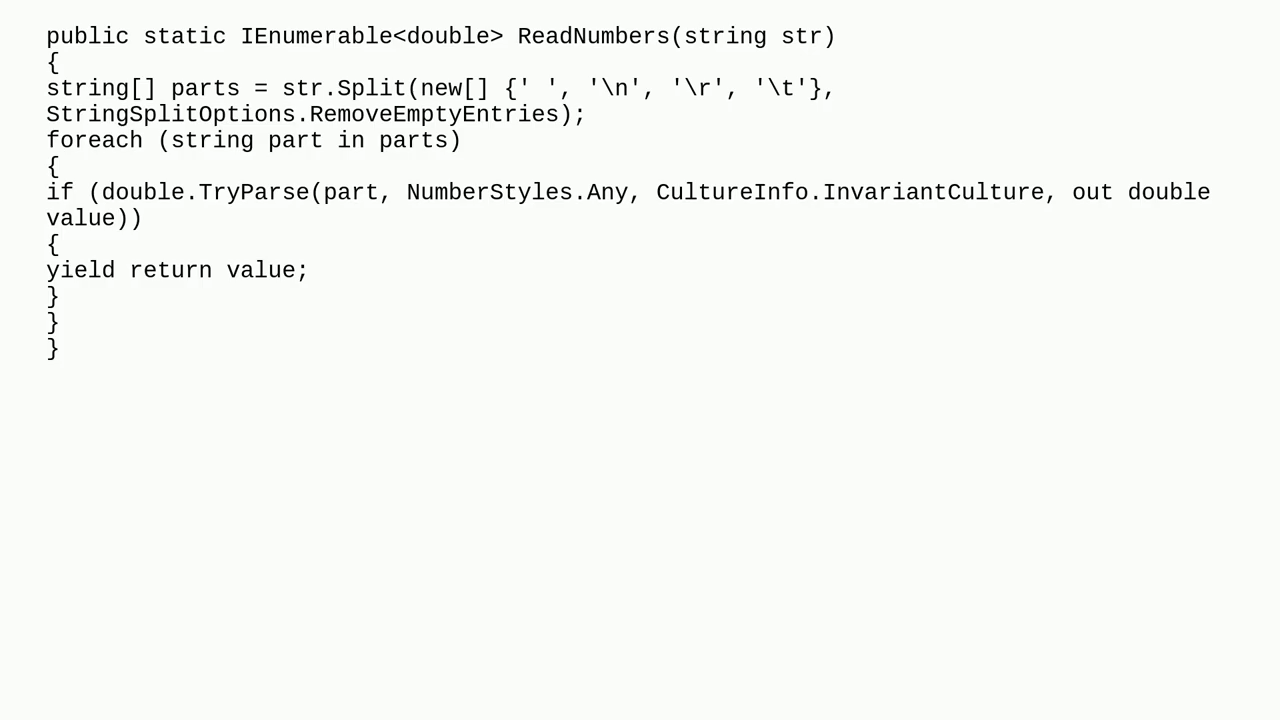 public static IEnumerable<double> ReadNumbers(string str)
{
string[] parts = str.Split(new[] {' ', '\n', '\r', '\t'},
StringSplitOptions.RemoveEmptyEntries);
foreach (string part in parts)
{
if (double.TryParse(part, NumberStyles.Any, CultureInfo.InvariantCulture, out double
value))
{
yield return value;
}
}
}